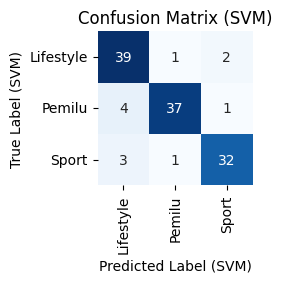 Confusion Matrix (SVM)
True Label (SVM)
Lifestyle 39 1 2
Pemilu 4 37 1
Sport 3 1 32
Lifestyle
Pemilu
Sport
Predicted Label (SVM)